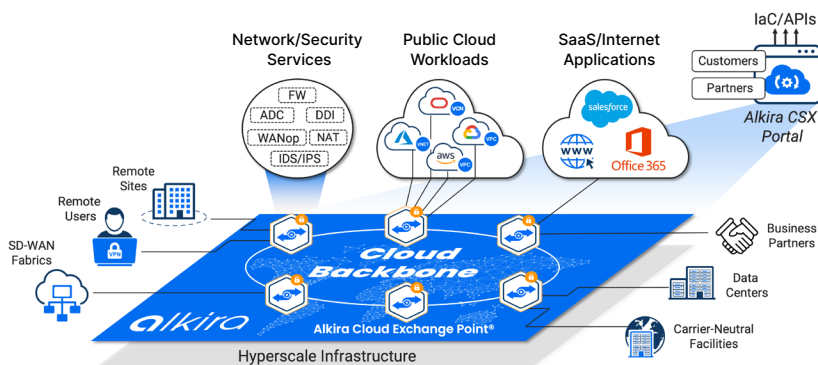 Network/Security
Services
FW
ADC
DDI
WANop
NAT
IDS/IPS
Public Cloud
Workloads
VCN
VNET
VPC
aws
VPC
SaaS/Internet
Applications
salesforce
WWW
Office 365
IaC/APIs
Customers
Partners
Alkira CSX
Portal
Remote
Sites
Remote
Users
VPN
SD-WAN
Fabrics
Cloud
Backbone
alkira
Alkira Cloud Exchange Point®
Hyperscale Infrastructure
Business
Partners
Data
Centers
Carrier-Neutral
Facilities